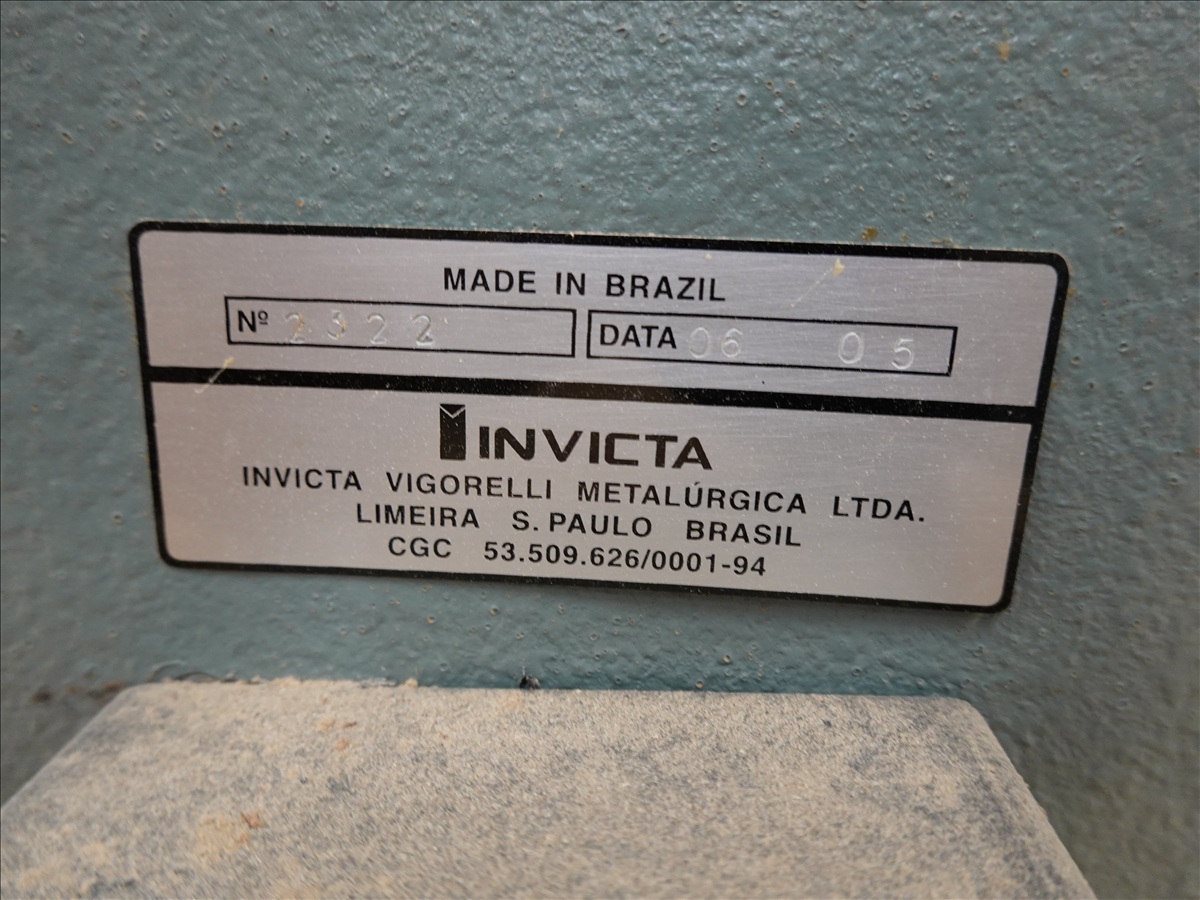 MADE IN BRAZIL
Nº 2322 DATA 06 05
INVICTA
INVICTA VIGORELLI METALÚRGICA LTDA.
LIMEIRA S. PAULO BRASIL
CGC 53.509.626/0001-94